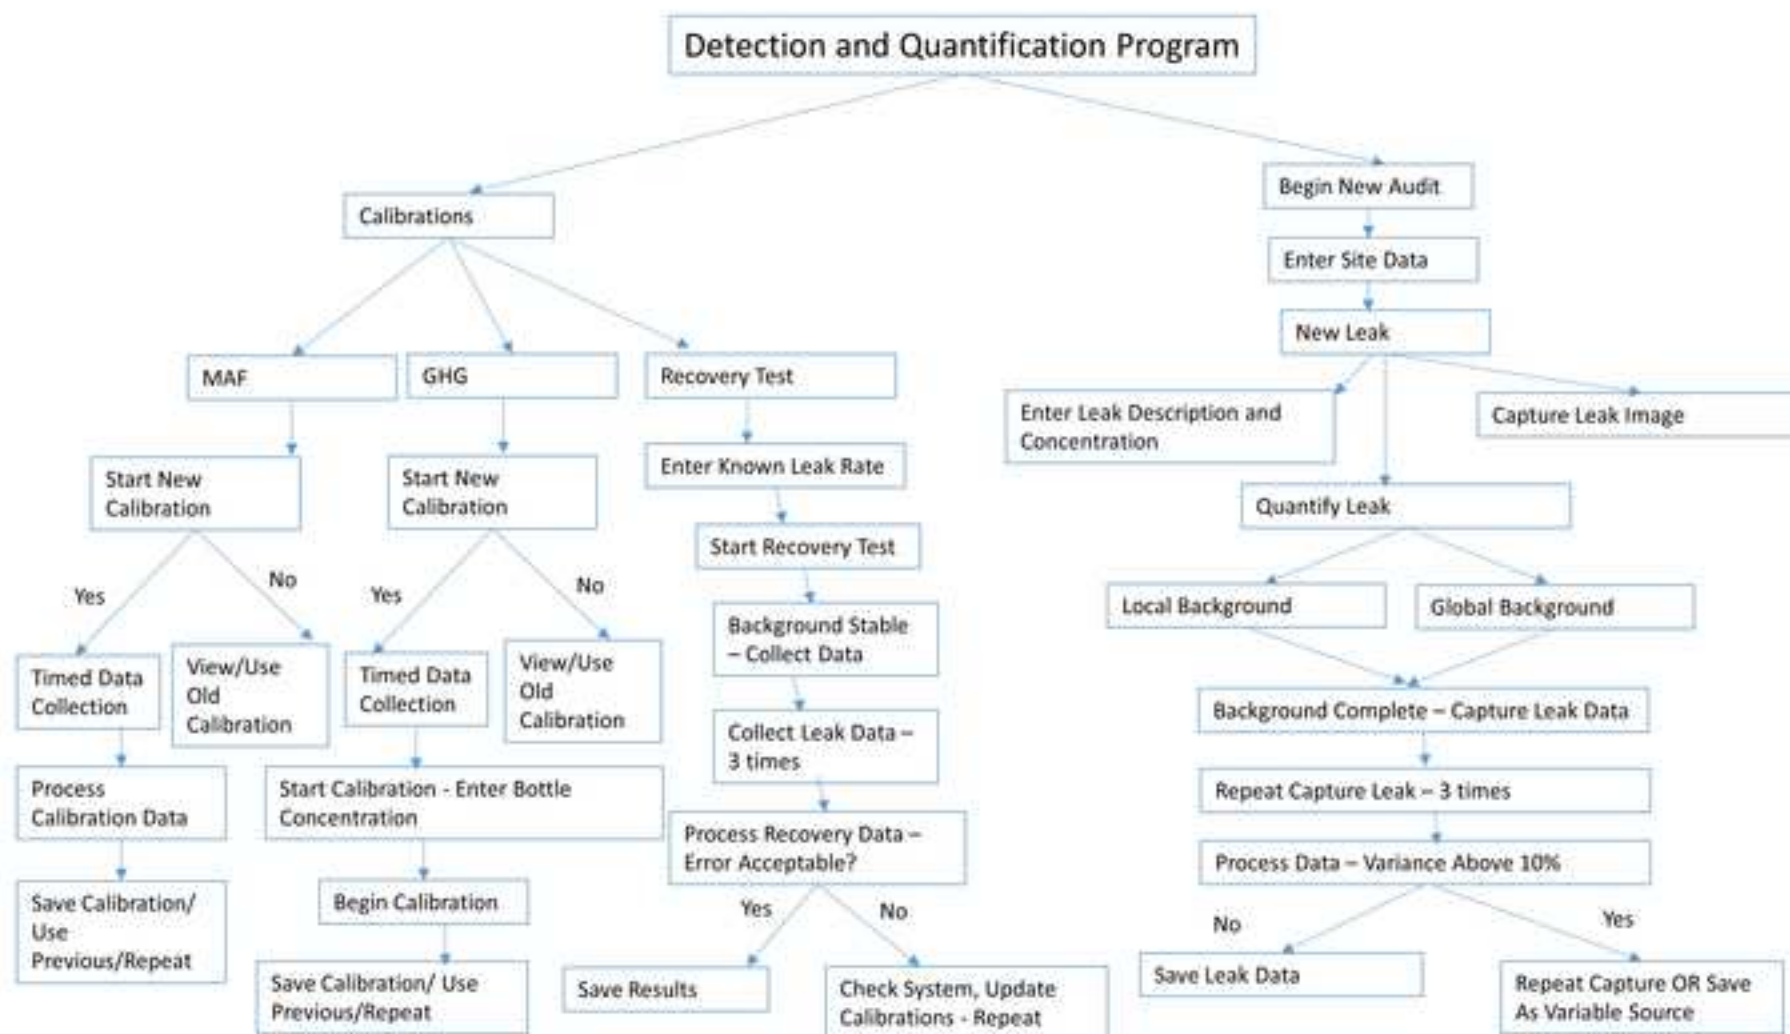 Detection and Quantification Program
Calibrations
Begin New Audit
Enter Site Data
New Leak
MAF
GHG
Recovery Test
Enter Leak Description and
Concentration
Capture Leak Image
Start New
Calibration
Start New
Calibration
Enter Known Leak Rate
Quantify Leak
Start Recovery Test
Yes
No
Yes
No
Local Background
Global Background
Background Stable
– Collect Data
Timed Data
Collection
View/Use
Old
Calibration
Timed Data
Collection
View/Use
Old
Calibration
Background Complete – Capture Leak Data
Collect Leak Data –
3 times
Process
Calibration Data
Start Calibration - Enter Bottle
Concentration
Repeat Capture Leak – 3 times
Process Recovery Data –
Error Acceptable?
Process Data – Variance Above 10%
Save Calibration/
Use
Previous/Repeat
Begin Calibration
Yes
No
No
Yes
Save Calibration/ Use
Previous/Repeat
Save Results
Check System, Update
Calibrations - Repeat
Save Leak Data
Repeat Capture OR Save
As Variable Source